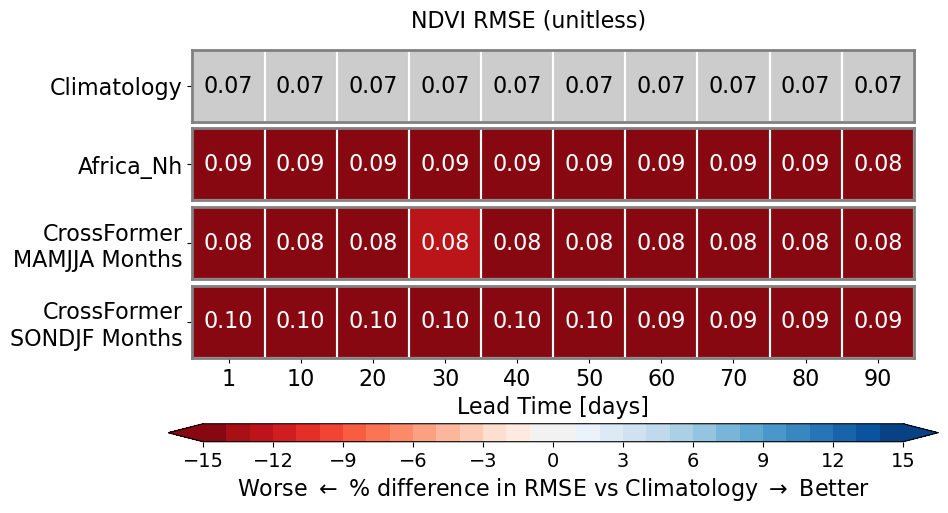 NDVI RMSE (unitless)
Climatology 0.07 0.07 0.07 0.07 0.07 0.07 0.07 0.07 0.07 0.07
Africa_Nh 0.09 0.09 0.09 0.09 0.09 0.09 0.09 0.09 0.09 0.08
CrossFormer
MAMJJA Months 0.08 0.08 0.08 0.08 0.08 0.08 0.08 0.08 0.08 0.08
CrossFormer
SONDJF Months 0.10 0.10 0.10 0.10 0.10 0.10 0.09 0.09 0.09 0.09
1 10 20 30 40 50 60 70 80 90
Lead Time [days]
−15 −12 −9 −6 −3 0 3 6 9 12 15
Worse ← % difference in RMSE vs Climatology → Better